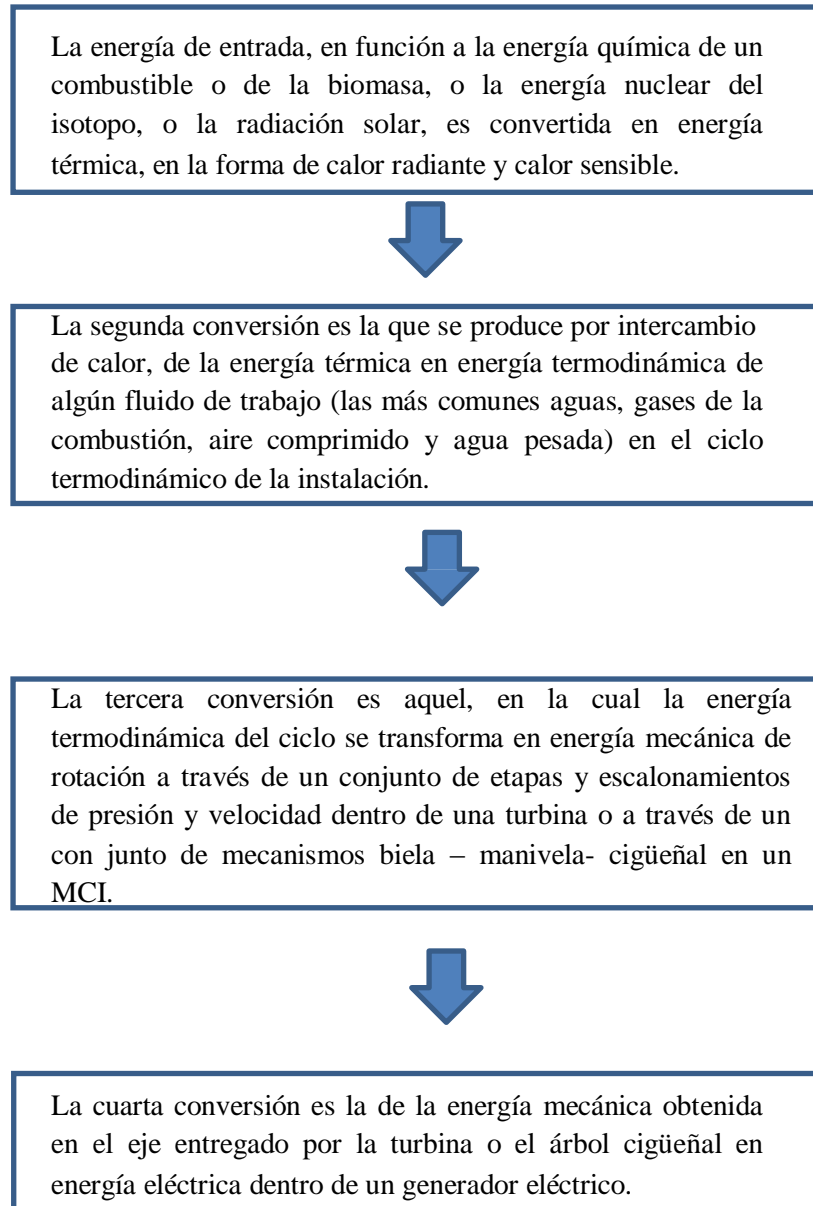 La energía de entrada, en función a la energía química de un
combustible o de la biomasa, o la energía nuclear del
isotopo, o la radiación solar, es convertida en energía
térmica, en la forma de calor radiante y calor sensible.
La segunda conversión es la que se produce por intercambio
de calor, de la energía térmica en energía termodinámica de
algún fluido de trabajo (las más comunes aguas, gases de la
combustión, aire comprimido y agua pesada) en el ciclo
termodinámico de la instalación.
La tercera conversión es aquel, en la cual la energía
termodinámica del ciclo se transforma en energía mecánica de
rotación a través de un conjunto de etapas y escalonamientos
de presión y velocidad dentro de una turbina o a través de un
con junto de mecanismos biela – manivela- cigüeñal en un
MCI.
La cuarta conversión es la de la energía mecánica obtenida
en el eje entregado por la turbina o el árbol cigüeñal en
energía eléctrica dentro de un generador eléctrico.